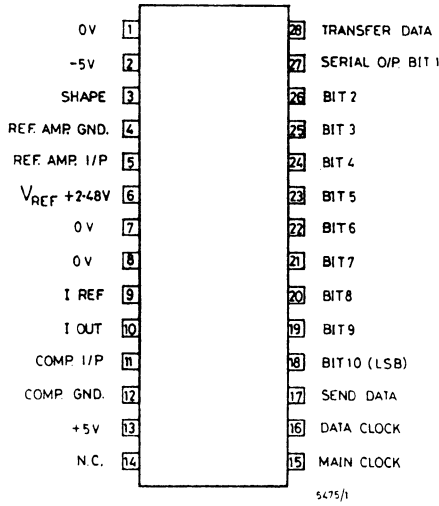 0V 1
-5V 2
SHAPE 3
REF. AMP. GND. 4
REF. AMP. I/P 5
VREF +2·48V 6
0V 7
0V 8
I REF 9
I OUT 10
COMP. I/P 11
COMP. GND. 12
+5V 13
N.C. 14
28 TRANSFER DATA
27 SERIAL O/P. BIT 1
26 BIT 2
25 BIT 3
24 BIT 4
23 BIT 5
22 BIT 6
21 BIT 7
20 BIT 8
19 BIT 9
18 BIT 10 (LSB)
17 SEND DATA
16 DATA CLOCK
15 MAIN CLOCK
5475/1